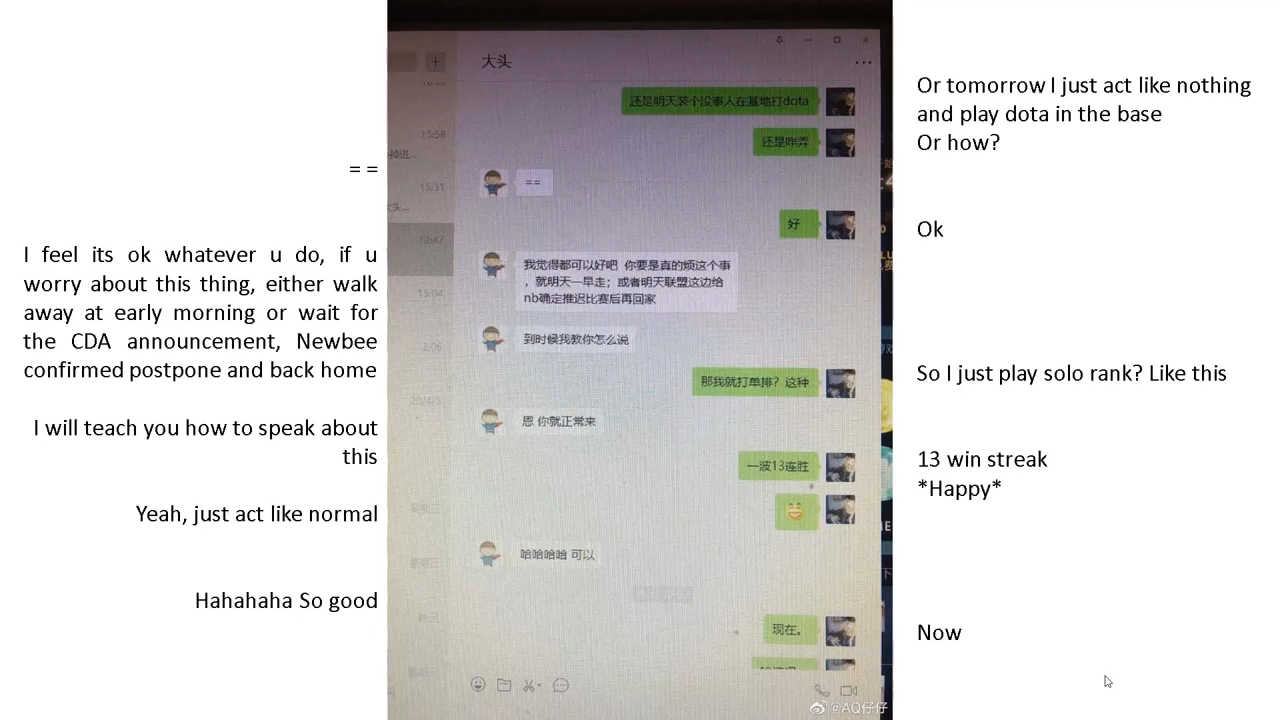 = =
I feel its ok whatever u do, if u
worry about this thing, either walk
away at early morning or wait for
the CDA announcement, Newbee
confirmed postpone and back home
I will teach you how to speak about
this
Yeah, just act like normal
Hahahaha So good
15:58
15:31
15:04
大头
还是明天装个没事人在基地打dota
还是咋弄
==
好
我觉得都可以好吧 你要是真的烦这个事
，就明天一早走；或者明天联盟这边给
nb确定推迟比赛后再回家
到时候我教你怎么说
那我就打单排？这种
恩 你就正常来
一波13连胜
哈哈哈哈 可以
现在。
@AQ仔仔
Or tomorrow I just act like nothing
and play dota in the base
Or how?
Ok
So I just play solo rank? Like this
13 win streak
*Happy*
Now